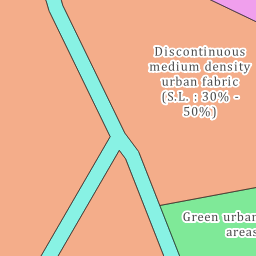 Discontinuous
medium density
urban fabric
(S.L. : 30% -
50%)
Green urban
areas